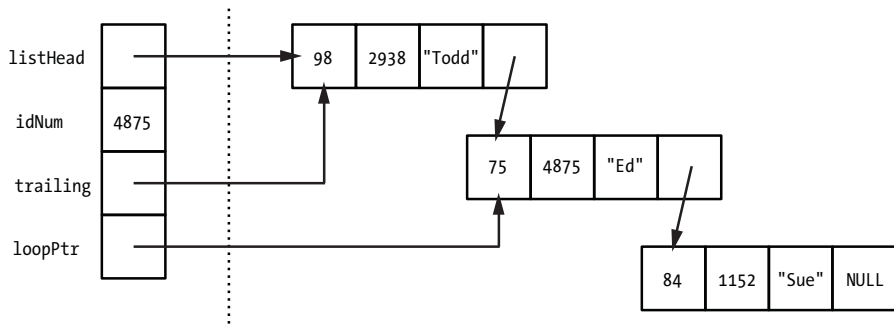 listHead 98 2938 "Todd"
idNum 4875
trailing 75 4875 "Ed"
loopPtr
84 1152 "Sue" NULL